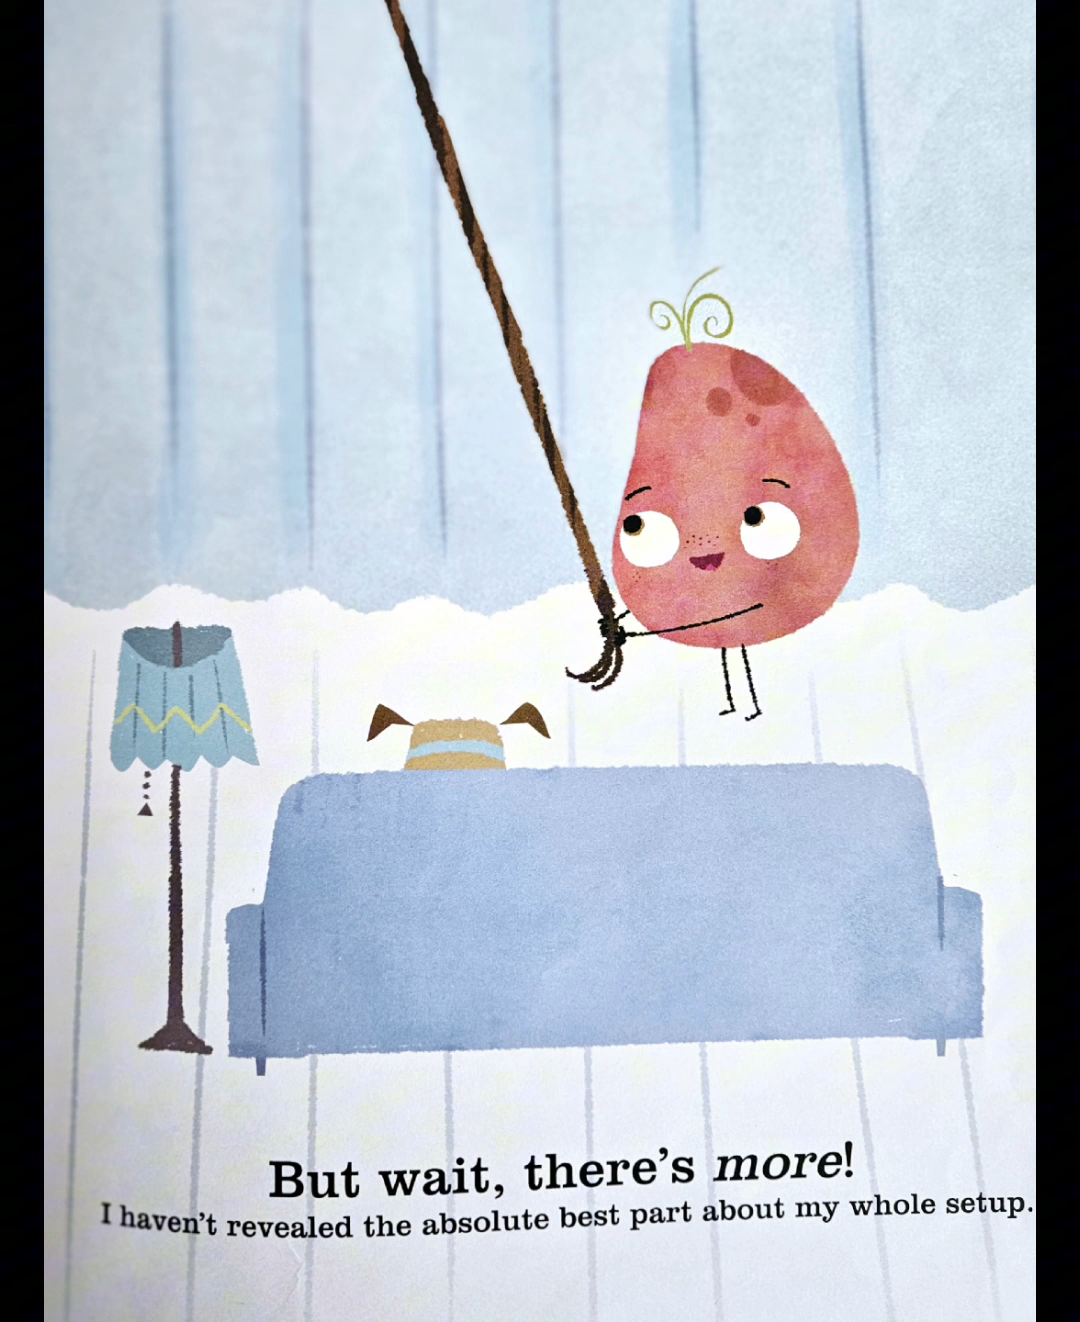 But wait, there's more!
I haven't revealed the absolute best part about my whole setup.